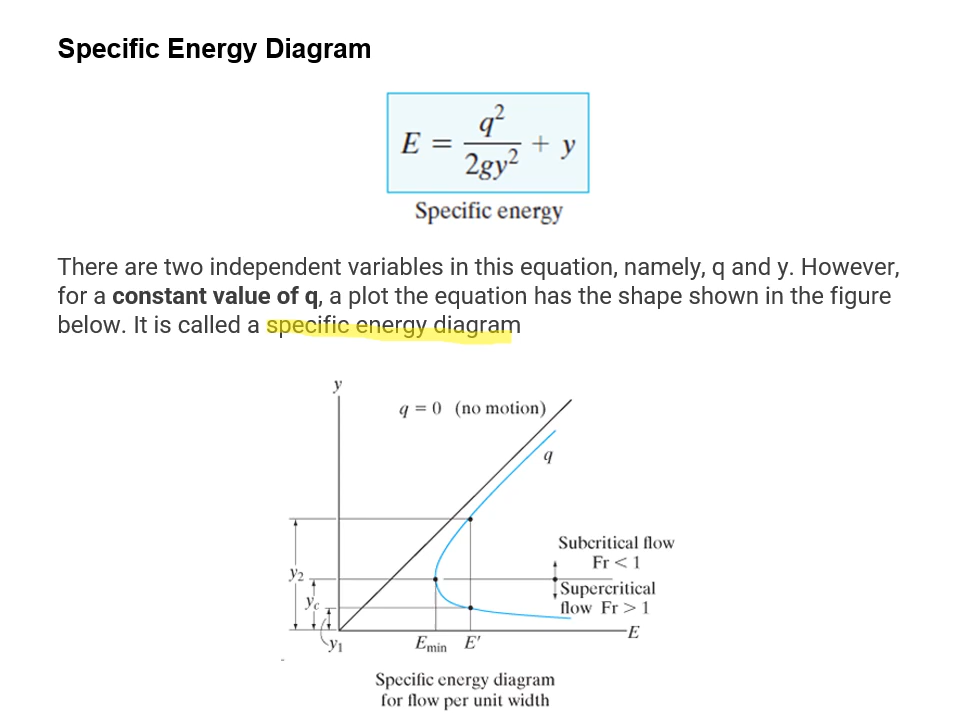 Specific Energy Diagram
E = q²/2gy² + y
Specific energy
There are two independent variables in this equation, namely, q and y. However,
for a constant value of q, a plot the equation has the shape shown in the figure
below. It is called a specific energy diagram
y
q = 0 (no motion)
q
Subcritical flow
Fr < 1
y₂
Supercritical
yc
flow Fr > 1
E
y₁
Emin E′
Specific energy diagram
for flow per unit width